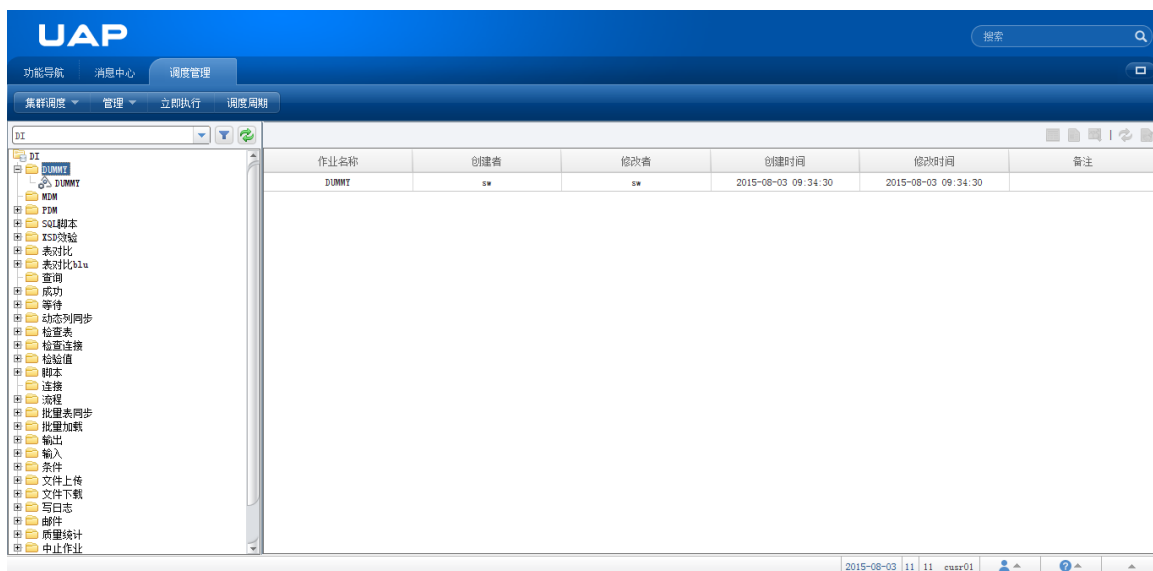 UAP
搜索
功能导航 消息中心 调度管理
集群调度 管理 立即执行 调度周期
DI
DI
DUMMY
DUMMY
MDM
PDM
SQL脚本
XSD效验
表对比
表对比blu
查询
成功
等待
动态列同步
检查表
检查连接
检验值
脚本
连接
流程
批量表同步
批量加载
输出
输入
条件
文件上传
文件下载
写日志
邮件
质量统计
中止作业
作业名称 创建者 修改者 创建时间 修改时间 备注
DUMMY sw sw 2015-08-03 09:34:30 2015-08-03 09:34:30
2015-08-03 11 11 cusr01